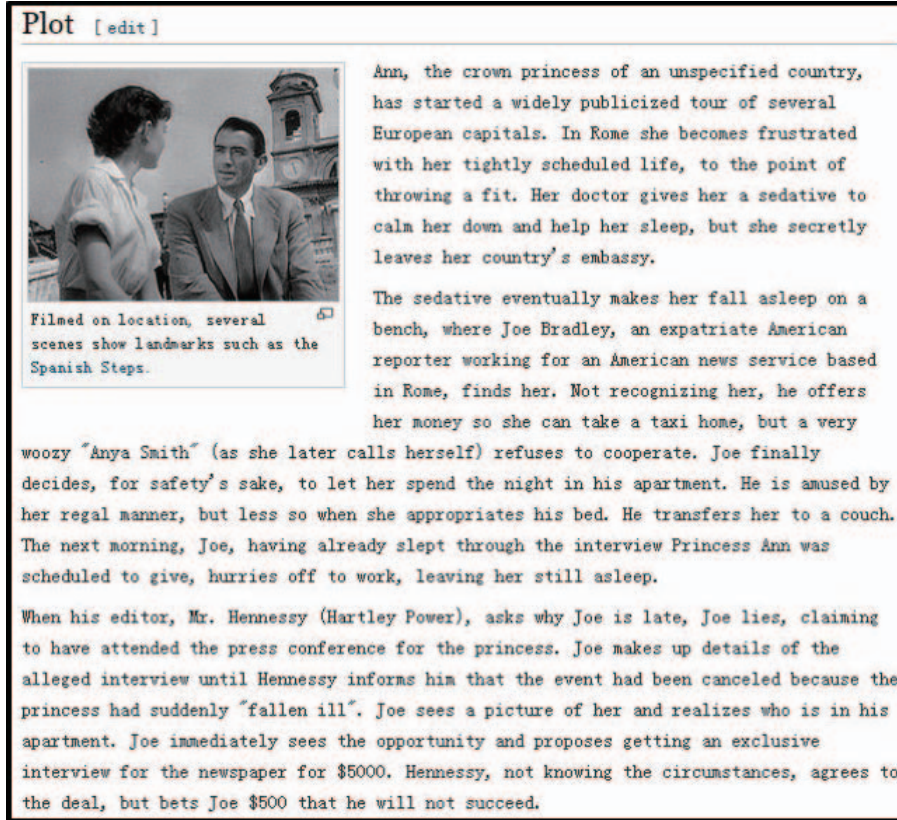 Plot [ edit ]
Ann, the crown princess of an unspecified country,
has started a widely publicized tour of several
European capitals. In Rome she becomes frustrated
with her tightly scheduled life, to the point of
throwing a fit. Her doctor gives her a sedative to
calm her down and help her sleep, but she secretly
leaves her country's embassy.
Filmed on location, several
scenes show landmarks such as the
Spanish Steps.
The sedative eventually makes her fall asleep on a
bench, where Joe Bradley, an expatriate American
reporter working for an American news service based
in Rome, finds her. Not recognizing her, he offers
her money so she can take a taxi home, but a very
woozy "Anya Smith" (as she later calls herself) refuses to cooperate. Joe finally
decides, for safety's sake, to let her spend the night in his apartment. He is amused by
her regal manner, but less so when she appropriates his bed. He transfers her to a couch.
The next morning, Joe, having already slept through the interview Princess Ann was
scheduled to give, hurries off to work, leaving her still asleep.
When his editor, Mr. Hennessy (Hartley Power), asks why Joe is late, Joe lies, claiming
to have attended the press conference for the princess. Joe makes up details of the
alleged interview until Hennessy informs him that the event had been canceled because the
princess had suddenly "fallen ill". Joe sees a picture of her and realizes who is in his
apartment. Joe immediately sees the opportunity and proposes getting an exclusive
interview for the newspaper for $5000. Hennessy, not knowing the circumstances, agrees to
the deal, but bets Joe $500 that he will not succeed.